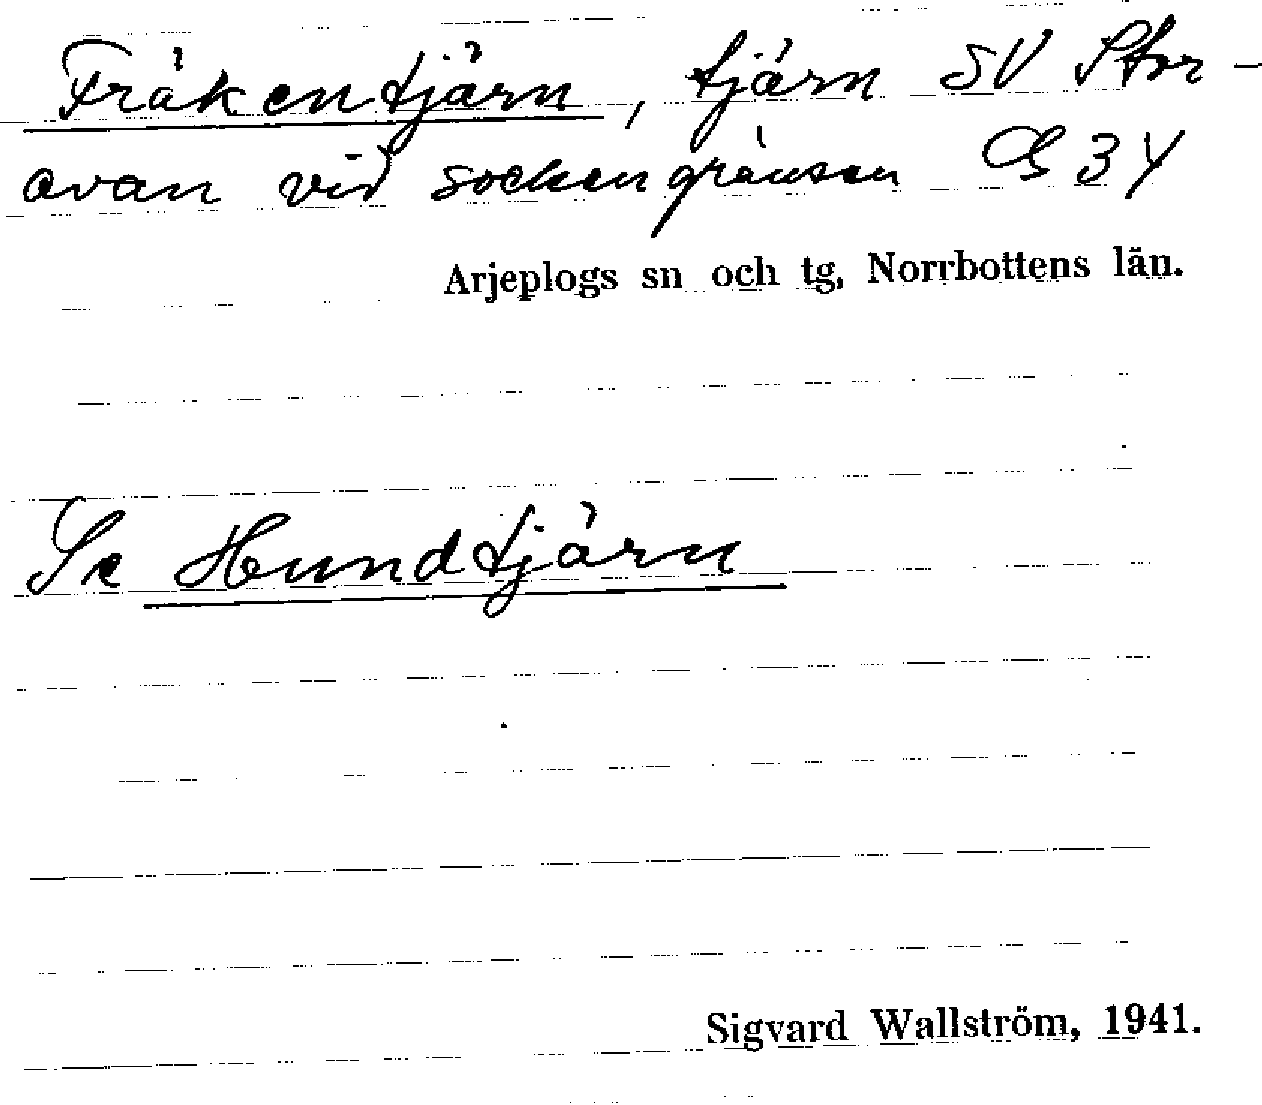 Fräkentjärn, tjärn SV Stor-
avan vid sockengränsen G 3 4
Arjeplogs sn och tg, Norrbottens län.
Se Hundtjärn
Sigvard Wallström, 1941.